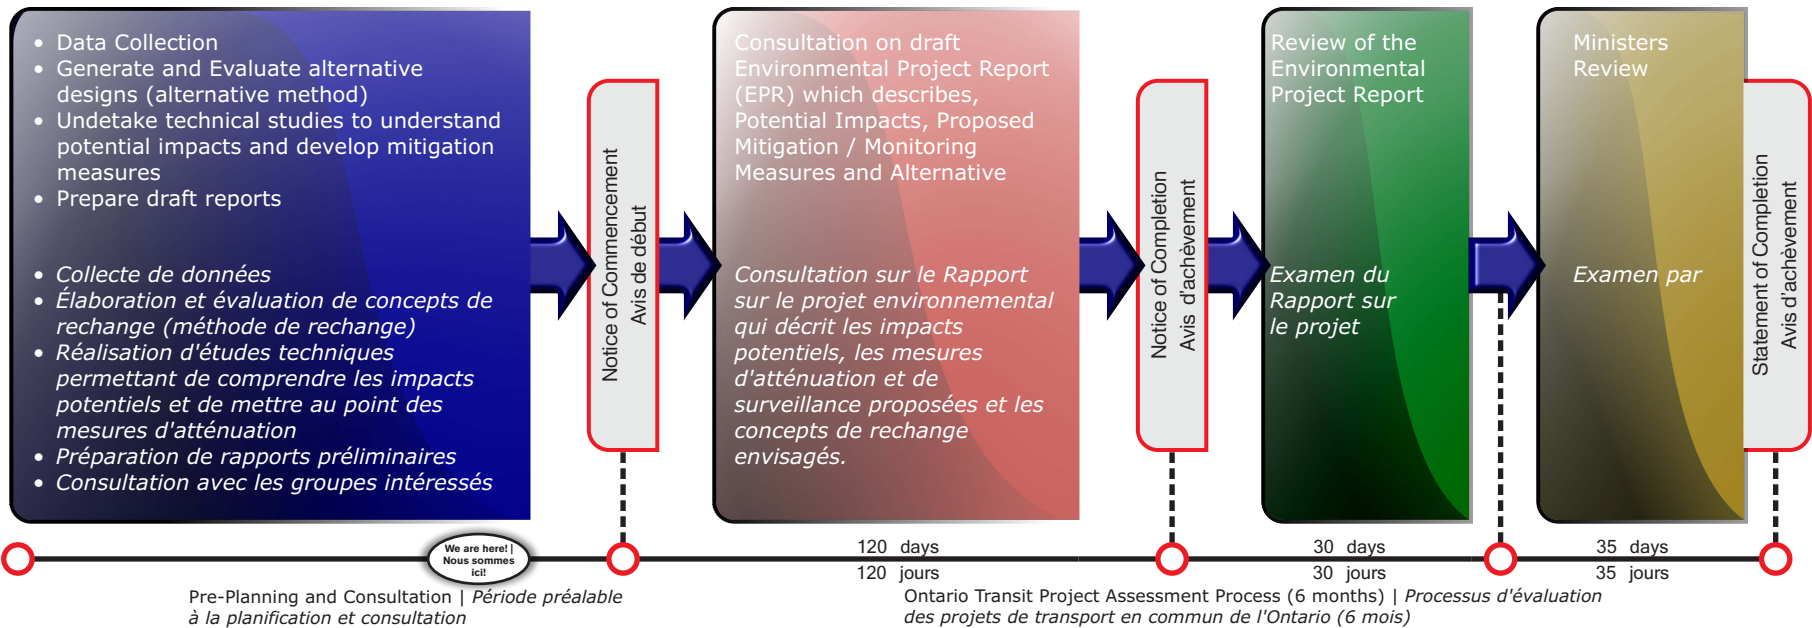 • Data Collection
• Generate and Evaluate alternative
designs (alternative method)
• Undetake technical studies to understand
potential impacts and develop mitigation
measures
• Prepare draft reports
• Collecte de données
• Élaboration et évaluation de concepts de
rechange (méthode de rechange)
• Réalisation d'études techniques
permettant de comprendre les impacts
potentiels et de mettre au point des
mesures d'atténuation
• Préparation de rapports préliminaires
• Consultation avec les groupes intéressés
Notice of Commencement
Avis de début
Consultation on draft
Environmental Project Report
(EPR) which describes,
Potential Impacts, Proposed
Mitigation / Monitoring
Measures and Alternative
Consultation sur le Rapport
sur le projet environnemental
qui décrit les impacts
potentiels, les mesures
d'atténuation et de
surveillance proposées et les
concepts de rechange
envisagés.
Notice of Completion
Avis d'achèvement
Review of the
Environmental
Project Report
Examen du
Rapport sur
le projet
Ministers
Review
Examen par
Statement of Completion
Avis d'achèvement
We are here! |
Nous sommes
ici!
120 days
120 jours
30 days
30 jours
35 days
35 jours
Pre-Planning and Consultation | Période préalable
à la planification et consultation
Ontario Transit Project Assessment Process (6 months) | Processus d'évaluation
des projets de transport en commun de l'Ontario (6 mois)